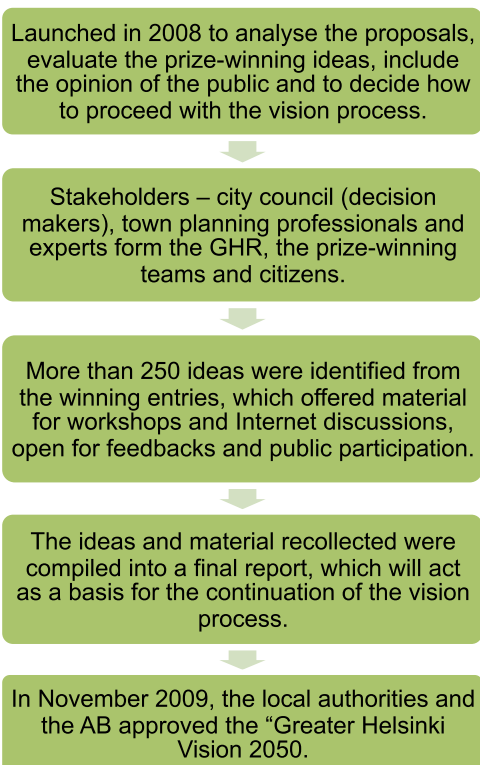 Launched in 2008 to analyse the proposals,
evaluate the prize-winning ideas, include
the opinion of the public and to decide how
to proceed with the vision process.
Stakeholders – city council (decision
makers), town planning professionals and
experts form the GHR, the prize-winning
teams and citizens.
More than 250 ideas were identified from
the winning entries, which offered material
for workshops and Internet discussions,
open for feedbacks and public participation.
The ideas and material recollected were
compiled into a final report, which will act
as a basis for the continuation of the vision
process.
In November 2009, the local authorities and
the AB approved the “Greater Helsinki
Vision 2050.